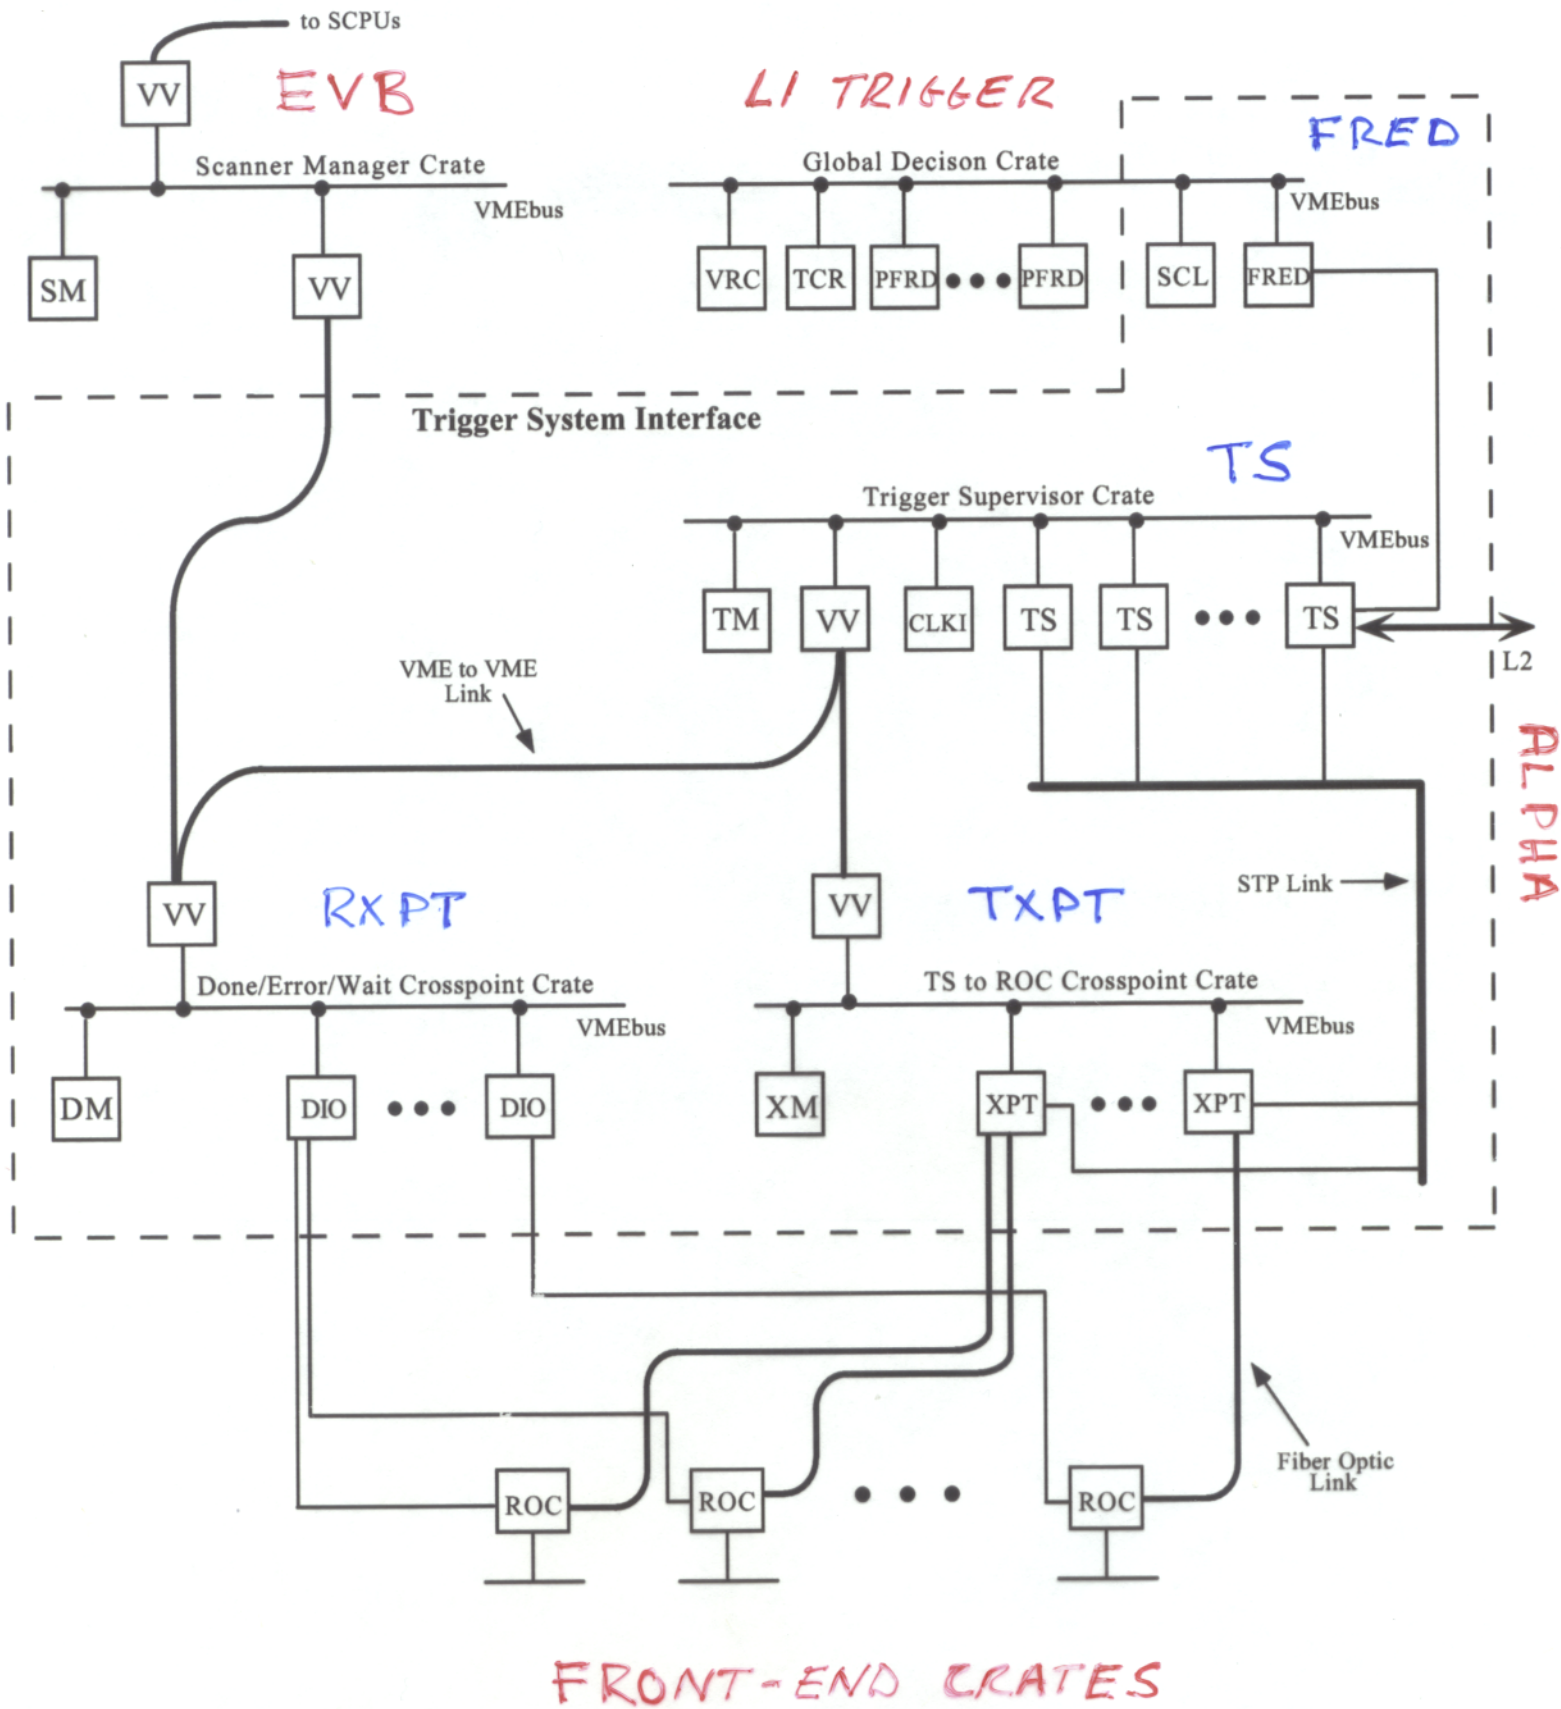 to SCPUs
VV
EVB
LI TRIGGER
FRED
Scanner Manager Crate
VMEbus
Global Decison Crate
VMEbus
SM
VV
VRC
TCR
PFRD
PFRD
SCL
FRED
Trigger System Interface
TS
Trigger Supervisor Crate
VMEbus
TM
VV
CLKI
TS
TS
TS
L2
VME to VME
Link
ALPHA
STP Link
VV
RXPT
VV
TXPT
Done/Error/Wait Crosspoint Crate
VMEbus
TS to ROC Crosspoint Crate
VMEbus
DM
DIO
DIO
XM
XPT
XPT
Fiber Optic
Link
ROC
ROC
ROC
FRONT-END CRATES